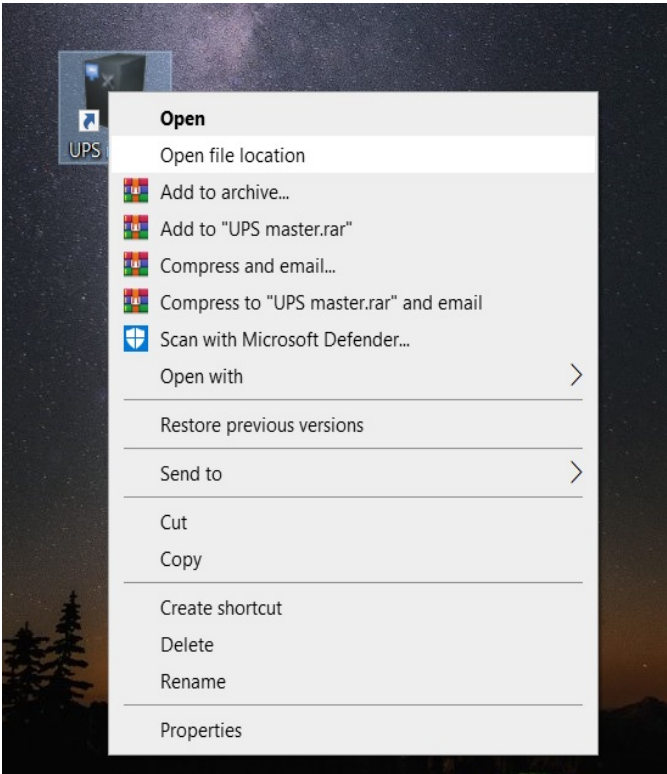 UPS
Open
Open file location
Add to archive...
Add to "UPS master.rar"
Compress and email...
Compress to "UPS master.rar" and email
Scan with Microsoft Defender...
Open with
Restore previous versions
Send to
Cut
Copy
Create shortcut
Delete
Rename
Properties